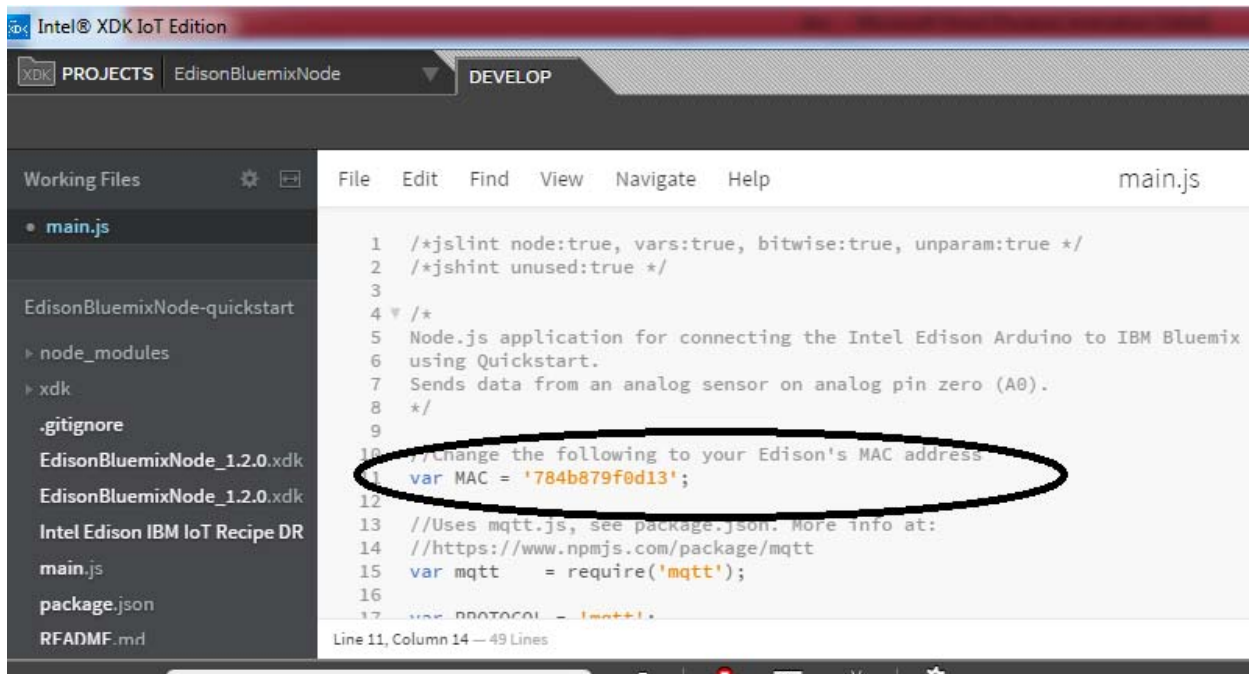 Intel® XDK IoT Edition
XDK PROJECTS EdisonBluemixNode DEVELOP
Working Files
main.js
EdisonBluemixNode-quickstart
node_modules
xdk
.gitignore
EdisonBluemixNode_1.2.0.xdk
EdisonBluemixNode_1.2.0.xdk
Intel Edison IBM IoT Recipe DR
main.js
package.json
README.md
File Edit Find View Navigate Help main.js
1 /*jslint node:true, vars:true, bitwise:true, unparam:true */
2 /*jshint unused:true */
3
4 /*
5 Node.js application for connecting the Intel Edison Arduino to IBM Bluemix
6 using Quickstart.
7 Sends data from an analog sensor on analog pin zero (A0).
8 */
9
10 //Change the following to your Edison's MAC address
11 var MAC = '784b879f0d13';
12
13 //Uses mqtt.js, see package.json. More info at:
14 //https://www.npmjs.com/package/mqtt
15 var mqtt = require('mqtt');
16
17 var PROTOCOL = 'mqtt';
Line 11, Column 14 — 49 Lines